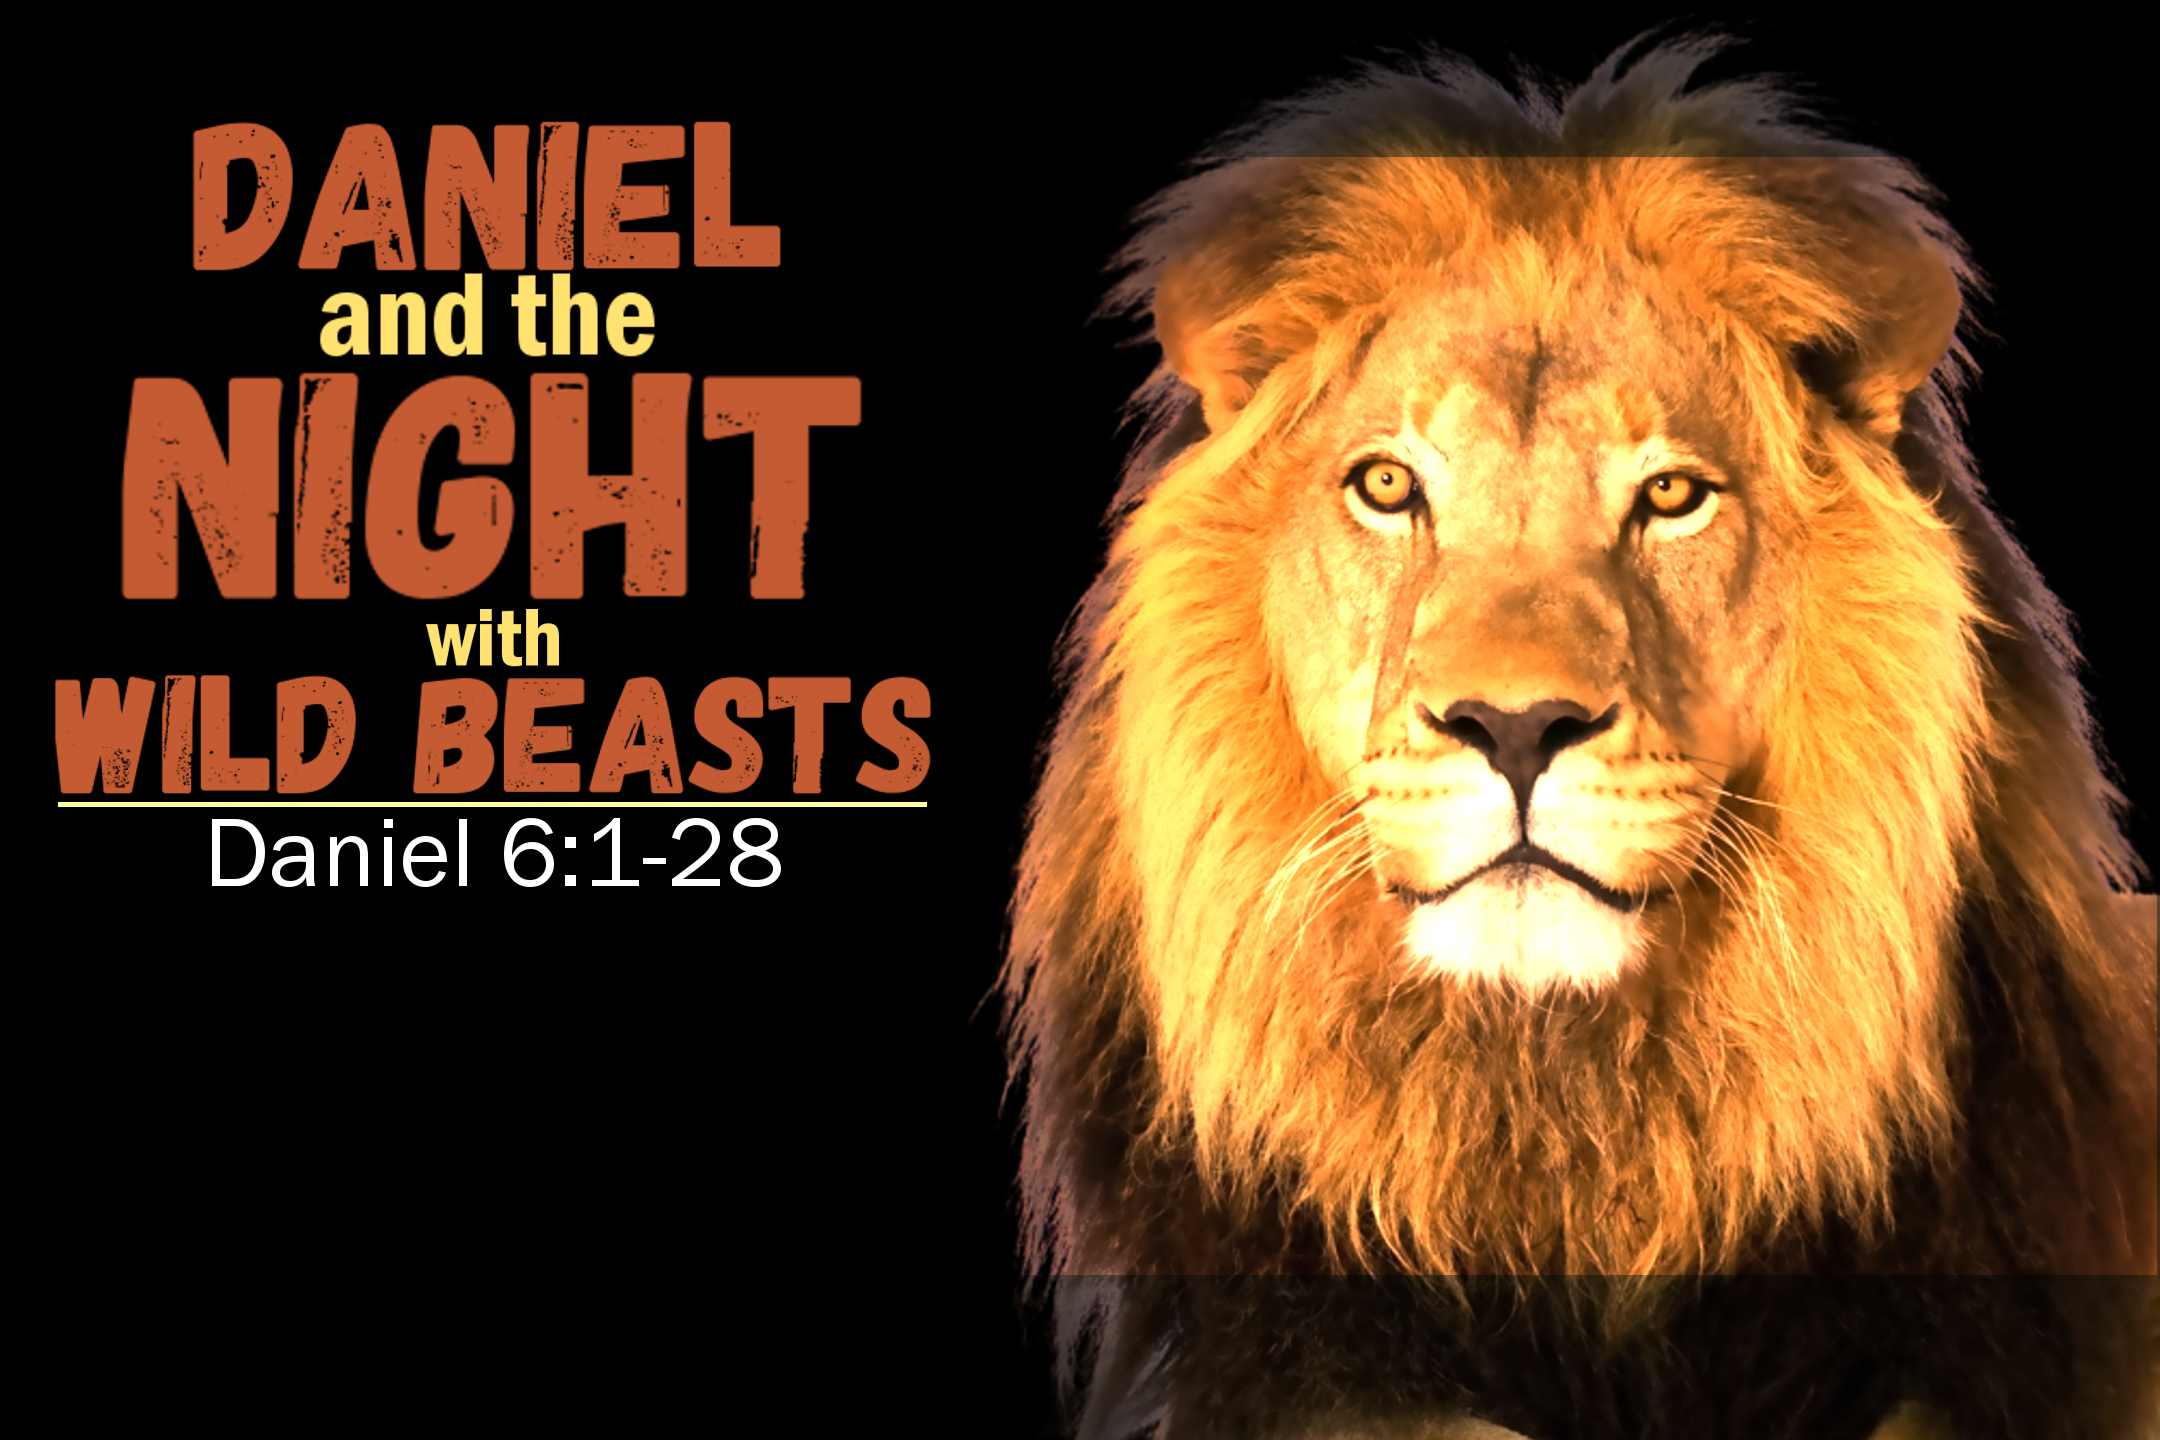 DANIEL
and the
NIGHT
with
WILD BEASTS
Daniel 6:1-28